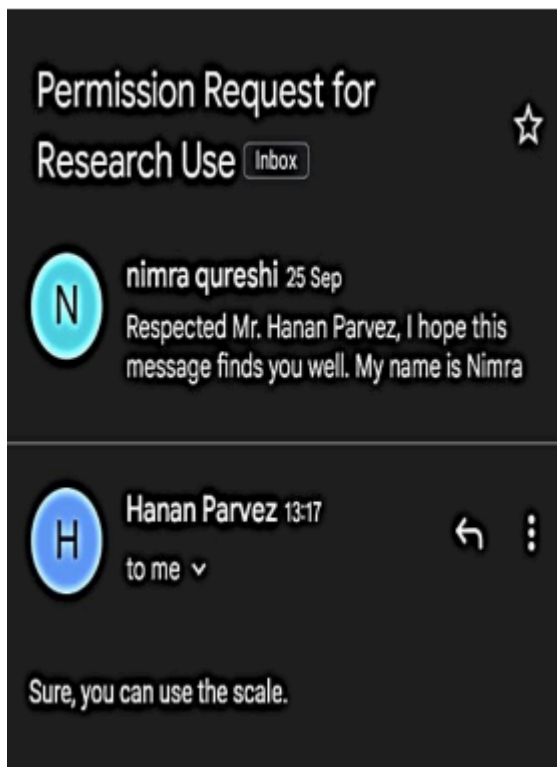 Permission Request for
Research Use Inbox
N
nimra qureshi 25 Sep
Respected Mr. Hanan Parvez, I hope this
message finds you well. My name is Nimra
H
Hanan Parvez 13:17
to me
Sure, you can use the scale.